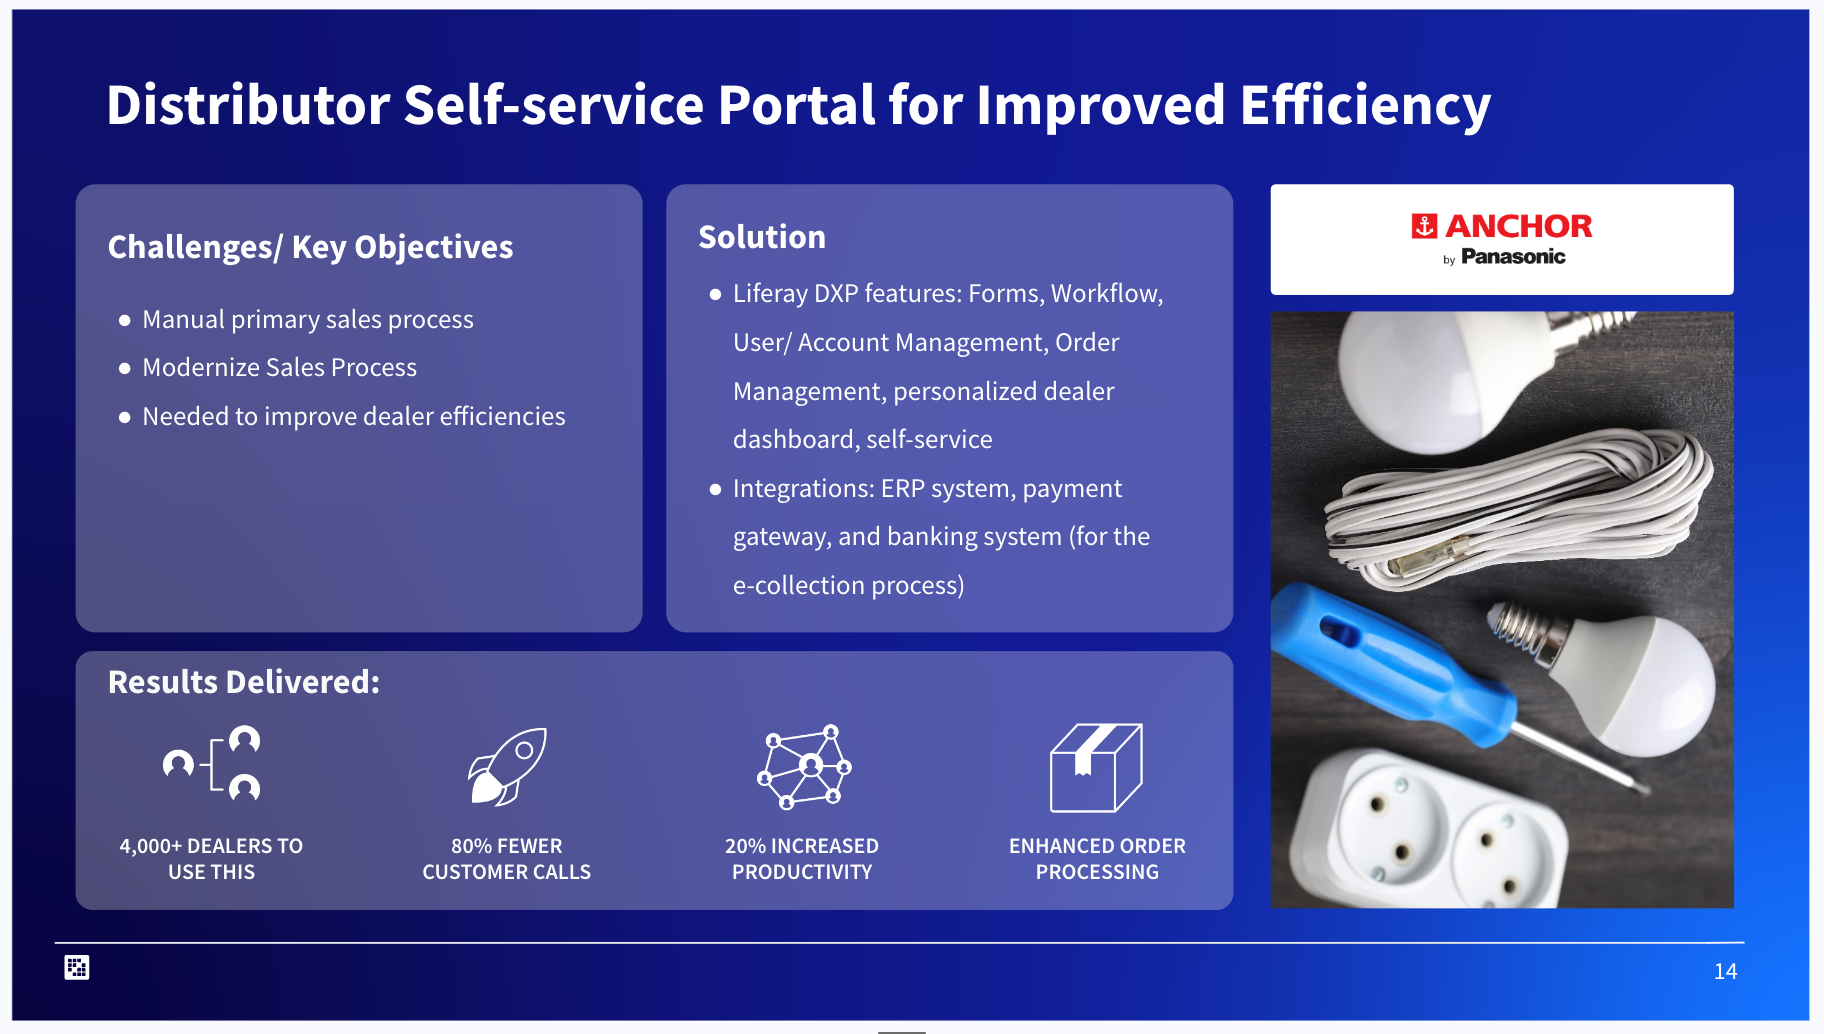 Distributor Self-service Portal for Improved Efficiency
Challenges/ Key Objectives
● Manual primary sales process
● Modernize Sales Process
● Needed to improve dealer efficiencies
Solution
● Liferay DXP features: Forms, Workflow,
User/ Account Management, Order
Management, personalized dealer
dashboard, self-service
● Integrations: ERP system, payment
gateway, and banking system (for the
e-collection process)
ANCHOR
by Panasonic
Results Delivered:
4,000+ DEALERS TO
USE THIS
80% FEWER
CUSTOMER CALLS
20% INCREASED
PRODUCTIVITY
ENHANCED ORDER
PROCESSING
14